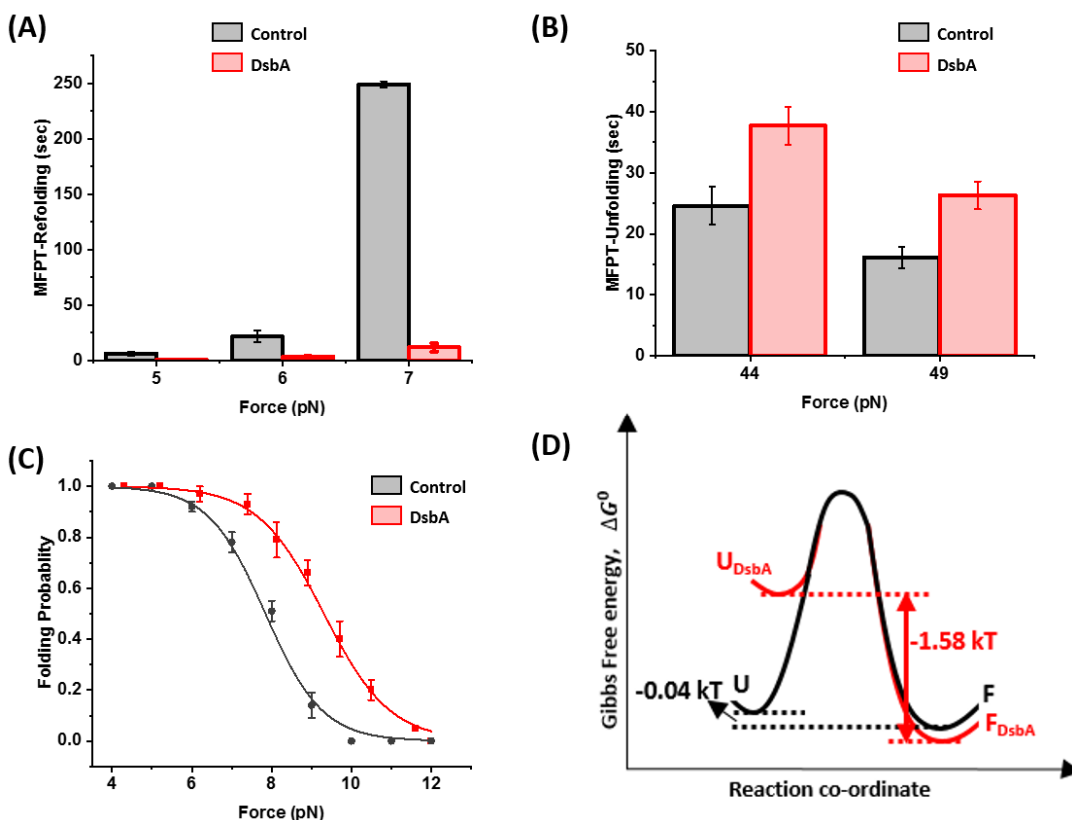 (A)
Control
DsbA
MFPT-Refolding (sec)
250
200
150
100
50
0
5 6 7
Force (pN)
(B)
Control
DsbA
MFPT-Unfolding (sec)
50
40
30
20
10
0
44 49
Force (pN)
(C)
Control
DsbA
Folding Probablity
1.0
0.8
0.6
0.4
0.2
0.0
4 6 8 10 12
Force (pN)
(D)
Gibbs Free energy, ΔG⁰
U_DsbA
-1.58 kT
-0.04 kT
U
F
F_DsbA
Reaction co-ordinate